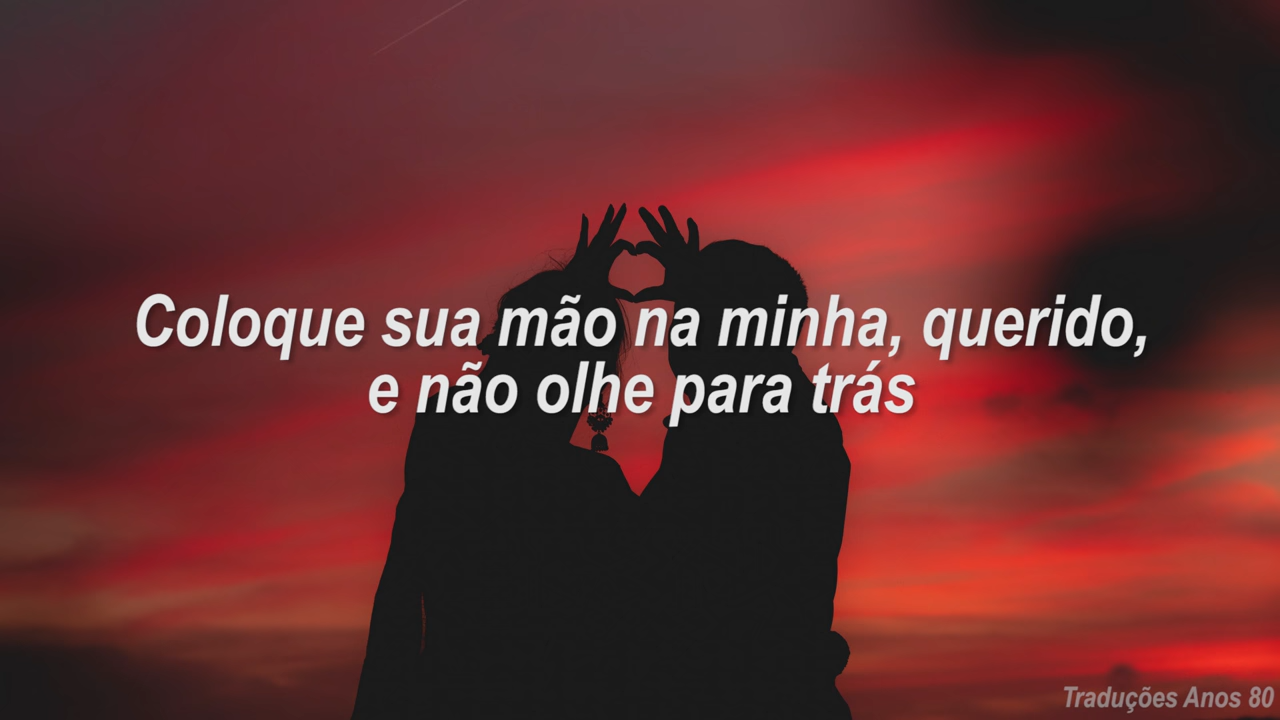 Coloque sua mão na minha, querido,
e não olhe para trás
Traduções Anos 80